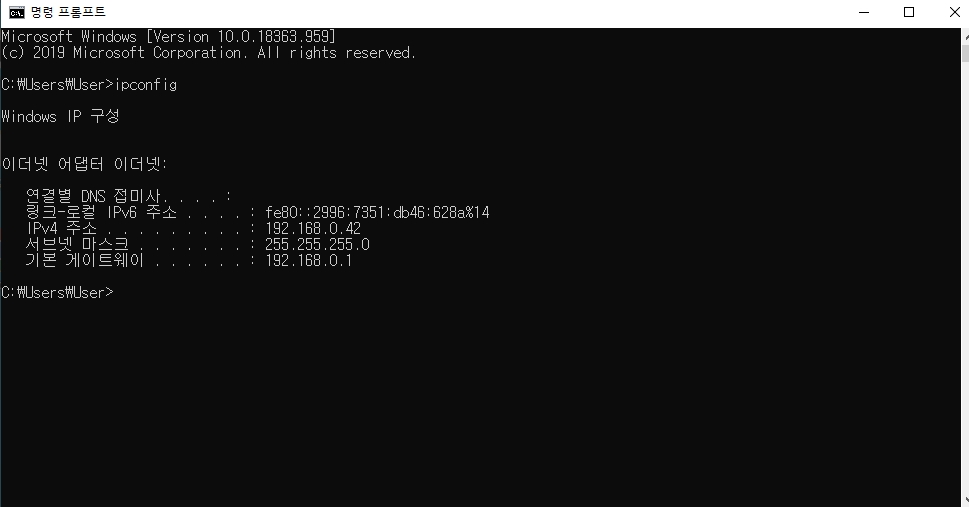 명령 프롬프트
Microsoft Windows [Version 10.0.18363.959]
(c) 2019 Microsoft Corporation. All rights reserved.
C:₩Users₩User>ipconfig
Windows IP 구성
이더넷 어댑터 이더넷:
연결별 DNS 접미사. . . . :
링크-로컬 IPv6 주소 . . . . : fe80::2996:7351:db46:628a%14
IPv4 주소 . . . . . . . . . : 192.168.0.42
서브넷 마스크 . . . . . . . : 255.255.255.0
기본 게이트웨이 . . . . . . : 192.168.0.1
C:₩Users₩User>